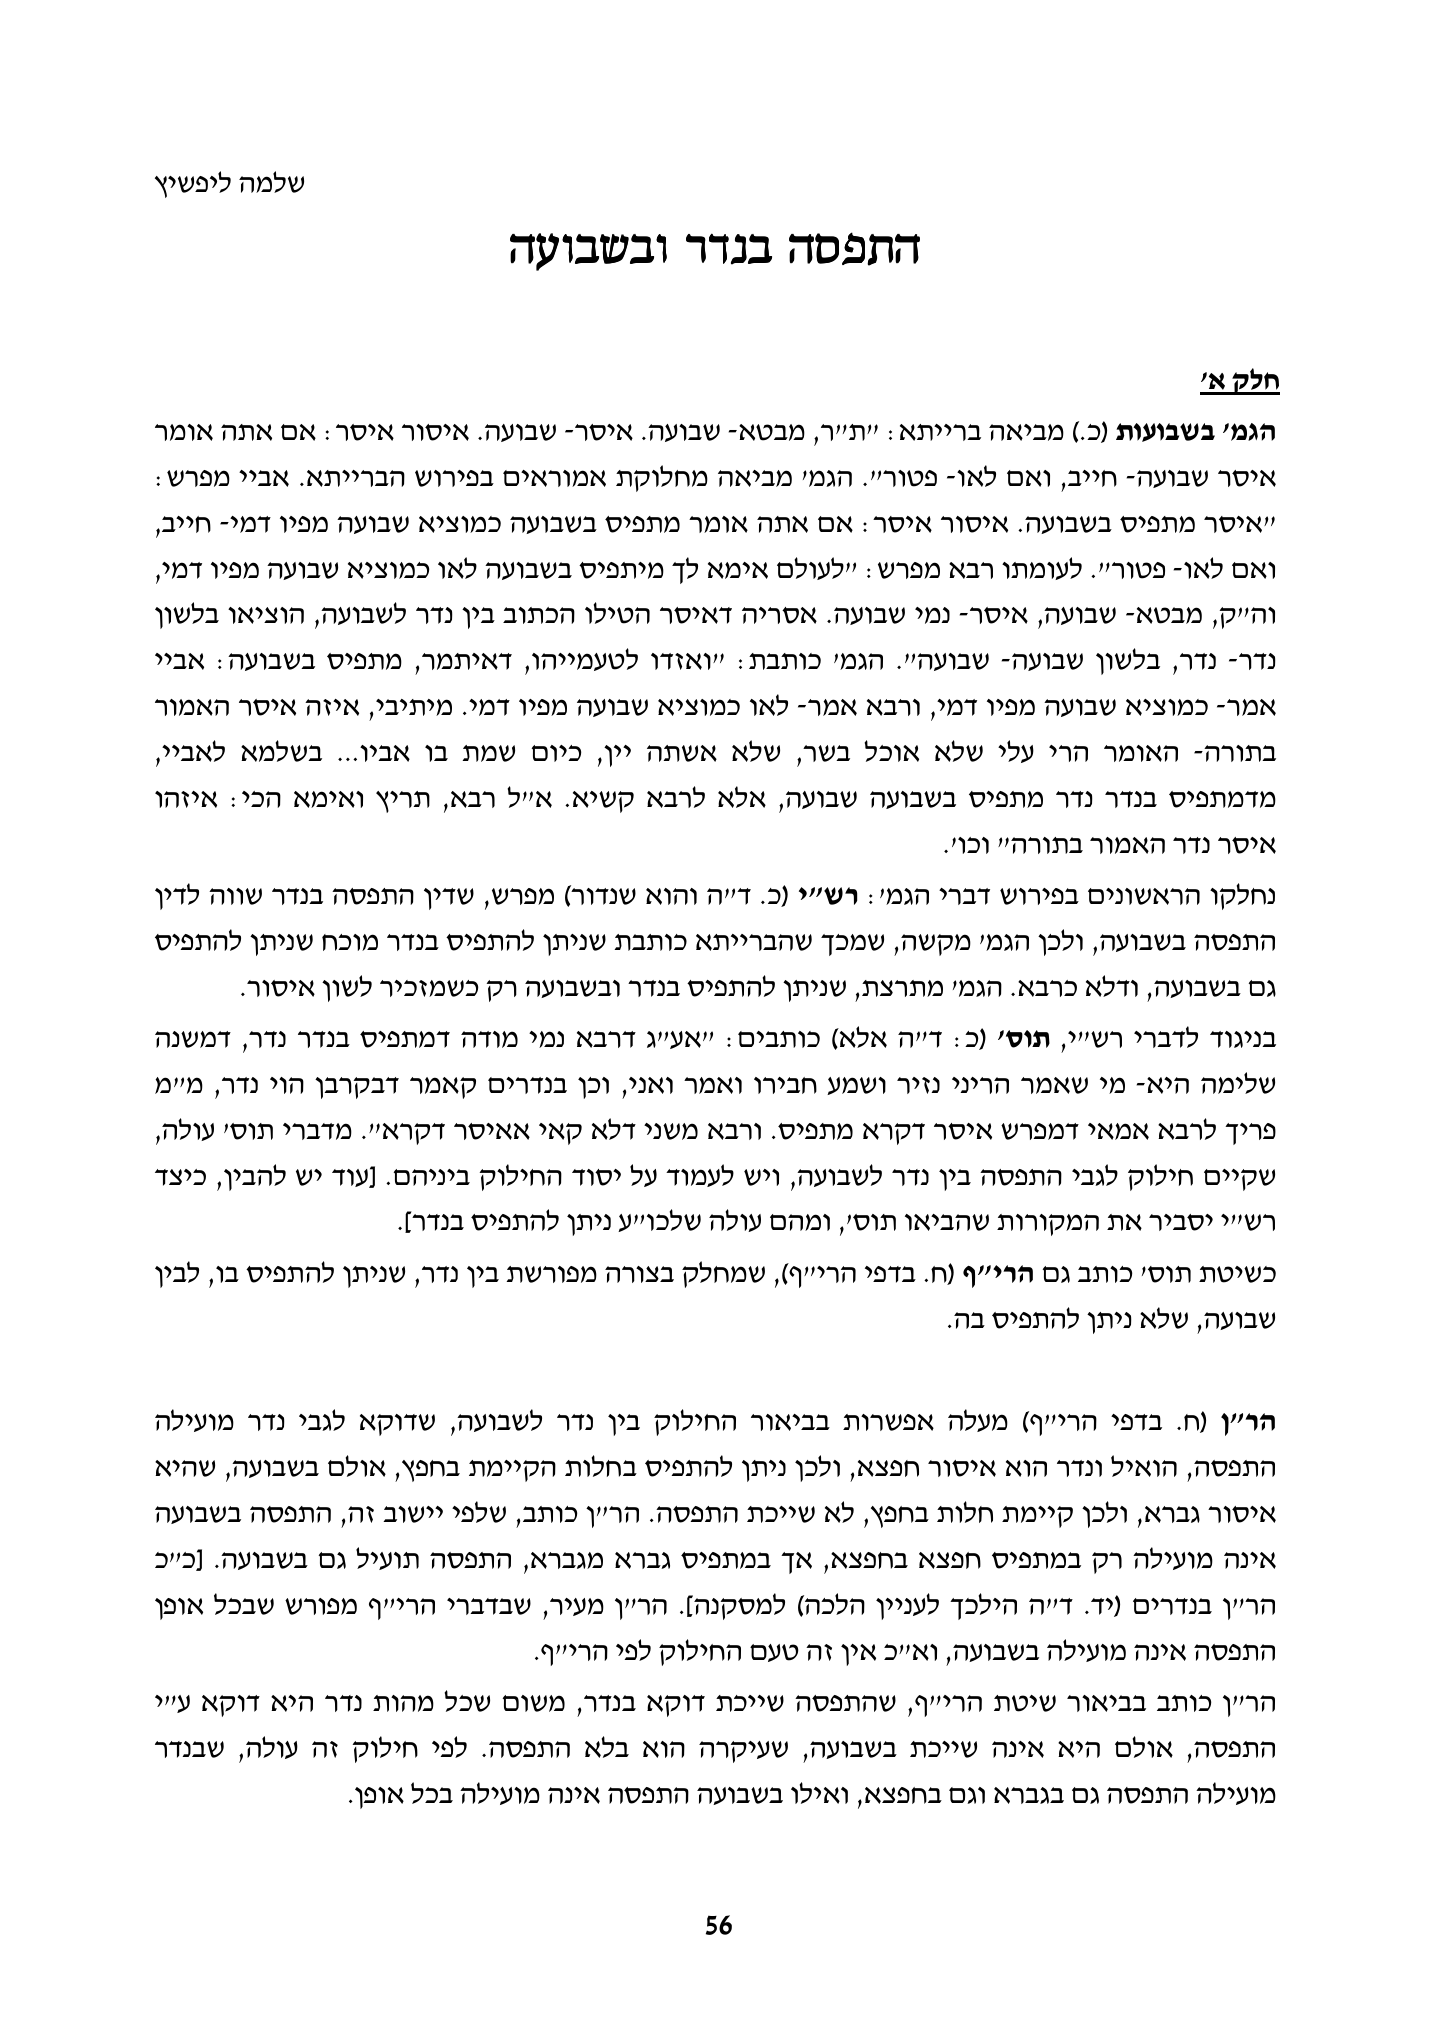 שלמה ליפשיץ
התפסה בנדר ובשבועה
חלק א'
הגמ' בשבועות (כ.) מביאה ברייתא: "ת"ר, מבטא- שבועה. איסר- שבועה. איסור איסר: אם אתה אומר
איסר שבועה- חייב, ואם לאו- פטור". הגמ' מביאה מחלוקת אמוראים בפירוש הברייתא. אביי מפרש:
"איסר מתפיס בשבועה. איסור איסר: אם אתה אומר מתפיס בשבועה כמוציא שבועה מפיו דמי- חייב,
ואם לאו- פטור". לעומתו רבא מפרש: "לעולם אימא לך מיתפיס בשבועה לאו כמוציא שבועה מפיו דמי,
וה"ק, מבטא- שבועה, איסר- נמי שבועה. אסריה דאיסר הטילו הכתוב בין נדר לשבועה, הוציאו בלשון
נדר- נדר, בלשון שבועה- שבועה". הגמ' כותבת: "ואזדו לטעמייהו, דאיתמר, מתפיס בשבועה: אביי
אמר- כמוציא שבועה מפיו דמי, ורבא אמר- לאו כמוציא שבועה מפיו דמי. מיתיבי, איזה איסר האמור
בתורה- האומר הרי עלי שלא אוכל בשר, שלא אשתה יין, כיום שמת בו אביו... בשלמא לאביי,
מדמתפיס בנדר נדר מתפיס בשבועה שבועה, אלא לרבא קשיא. א"ל רבא, תריץ ואימא הכי: איזהו
איסר נדר האמור בתורה" וכו'.
נחלקו הראשונים בפירוש דברי הגמ': רש"י (כ. ד"ה והוא שנדור) מפרש, שדין התפסה בנדר שווה לדין
התפסה בשבועה, ולכן הגמ' מקשה, שמכך שהברייתא כותבת שניתן להתפיס בנדר מוכח שניתן להתפיס
גם בשבועה, ודלא כרבא. הגמ' מתרצת, שניתן להתפיס בנדר ובשבועה רק כשמזכיר לשון איסור.
בניגוד לדברי רש"י, תוס' (כ: ד"ה אלא) כותבים: "אע"ג דרבא נמי מודה דמתפיס בנדר נדר, דמשנה
שלימה היא- מי שאמר הריני נזיר ושמע חבירו ואמר ואני, וכן בנדרים קאמר דבקרבן הוי נדר, מ"מ
פריך לרבא אמאי דמפרש איסר דקרא מתפיס. ורבא משני דלא קאי אאיסר דקרא". מדברי תוס' עולה,
שקיים חילוק לגבי התפסה בין נדר לשבועה, ויש לעמוד על יסוד החילוק ביניהם. [עוד יש להבין, כיצד
רש"י יסביר את המקורות שהביאו תוס', ומהם עולה שלכו"ע ניתן להתפיס בנדר].
כשיטת תוס' כותב גם הרי"ף (ח. בדפי הרי"ף), שמחלק בצורה מפורשת בין נדר, שניתן להתפיס בו, לבין
שבועה, שלא ניתן להתפיס בה.
הר"ן (ח. בדפי הרי"ף) מעלה אפשרות בביאור החילוק בין נדר לשבועה, שדוקא לגבי נדר מועילה
התפסה, הואיל ונדר הוא איסור חפצא, ולכן ניתן להתפיס בחלות הקיימת בחפץ, אולם בשבועה, שהיא
איסור גברא, ולכן קיימת חלות בחפץ, לא שייכת התפסה. הר"ן כותב, שלפי יישוב זה, התפסה בשבועה
אינה מועילה רק במתפיס חפצא בחפצא, אך במתפיס גברא מגברא, התפסה תועיל גם בשבועה. [כ"כ
הר"ן בנדרים (יד. ד"ה הילכך לעניין הלכה) למסקנה]. הר"ן מעיר, שבדברי הרי"ף מפורש שבכל אופן
התפסה אינה מועילה בשבועה, וא"כ אין זה טעם החילוק לפי הרי"ף.
הר"ן כותב בביאור שיטת הרי"ף, שהתפסה שייכת דוקא בנדר, משום שכל מהות נדר היא דוקא ע"י
התפסה, אולם היא אינה שייכת בשבועה, שעיקרה הוא בלא התפסה. לפי חילוק זה עולה, שבנדר
מועילה התפסה גם בגברא וגם בחפצא, ואילו בשבועה התפסה אינה מועילה בכל אופן.
56